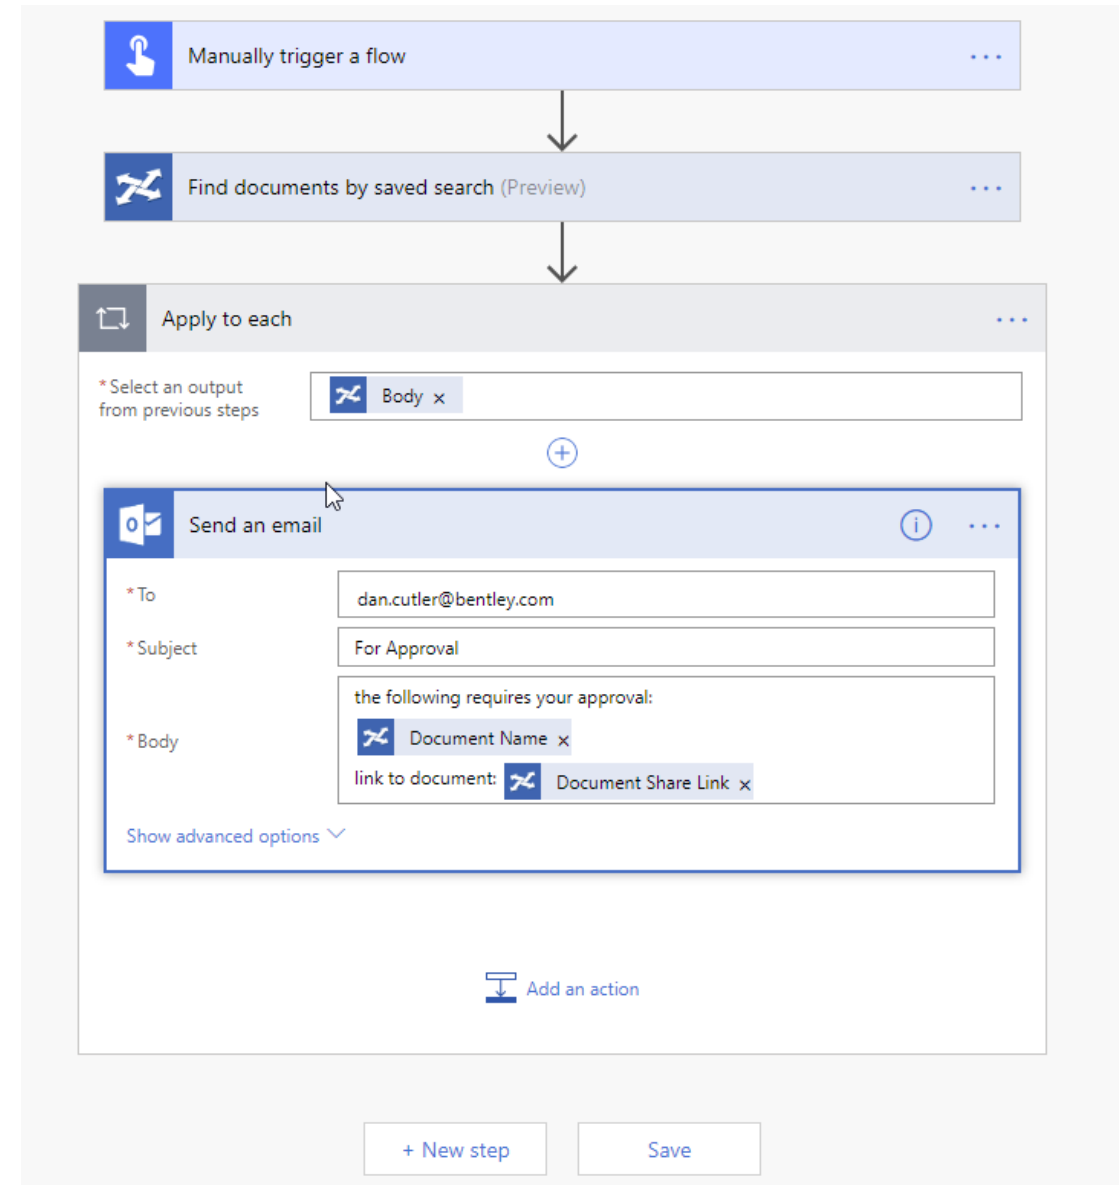 Manually trigger a flow
Find documents by saved search (Preview)
Apply to each
* Select an output
from previous steps
Body ×
Send an email
* To
dan.cutler@bentley.com
* Subject
For Approval
* Body
the following requires your approval:
Document Name ×
link to document: Document Share Link ×
Show advanced options
Add an action
+ New step
Save